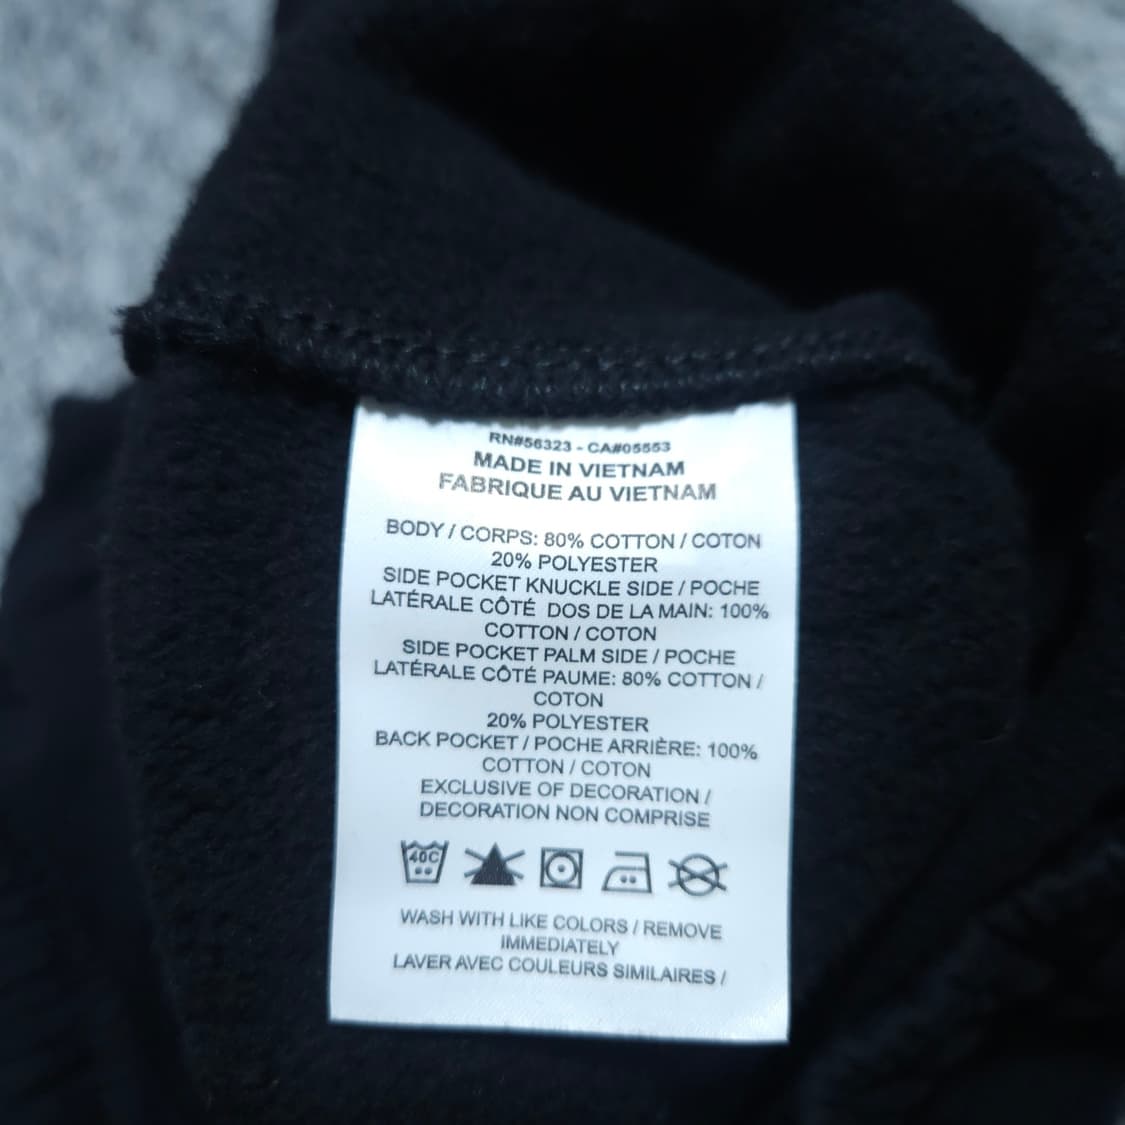 RN#56323 - CA#05553
MADE IN VIETNAM
FABRIQUE AU VIETNAM
BODY / CORPS: 80% COTTON / COTON
20% POLYESTER
SIDE POCKET KNUCKLE SIDE / POCHE
LATÉRALE CÔTÉ DOS DE LA MAIN: 100%
COTTON / COTON
SIDE POCKET PALM SIDE / POCHE
LATÉRALE CÔTÉ PAUME: 80% COTTON /
COTON
20% POLYESTER
BACK POCKET / POCHE ARRIÈRE: 100%
COTTON / COTON
EXCLUSIVE OF DECORATION /
DECORATION NON COMPRISE
40C
WASH WITH LIKE COLORS / REMOVE
IMMEDIATELY
LAVER AVEC COULEURS SIMILAIRES /